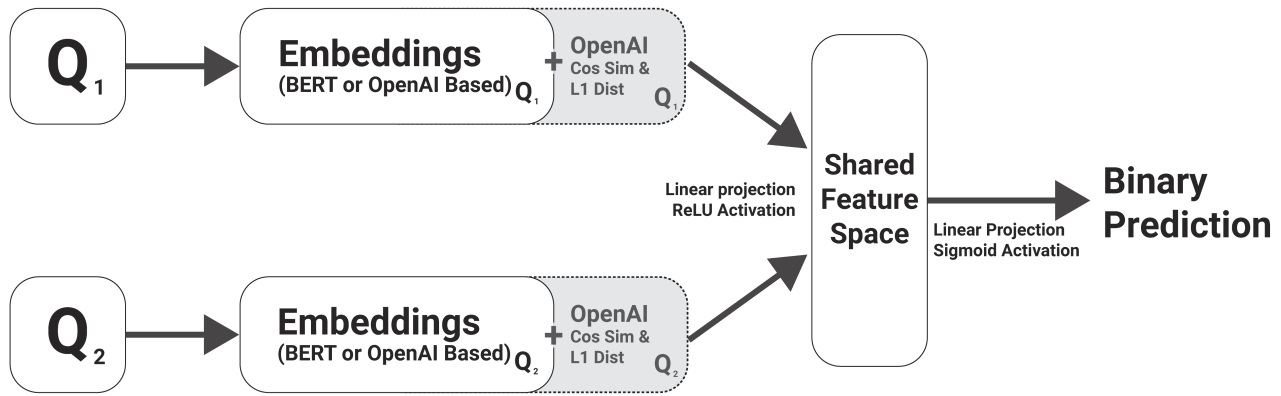 Q1
Embeddings
(BERT or OpenAI Based) Q1
+
OpenAI
Cos Sim &
L1 Dist
Q1
Linear projection
ReLU Activation
Shared
Feature
Space
Linear Projection
Sigmoid Activation
Binary
Prediction
Q2
Embeddings
(BERT or OpenAI Based) Q2
+
OpenAI
Cos Sim &
L1 Dist
Q2